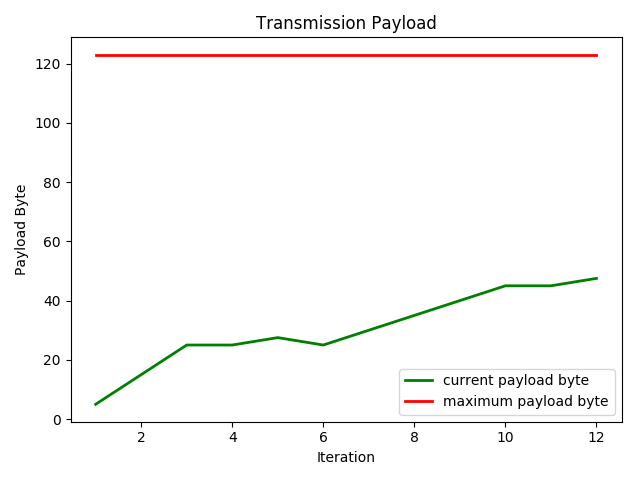 Transmission Payload
120
100
80
60
40
20
0
Payload Byte
current payload byte
maximum payload byte
2 4 6 8 10 12
Iteration